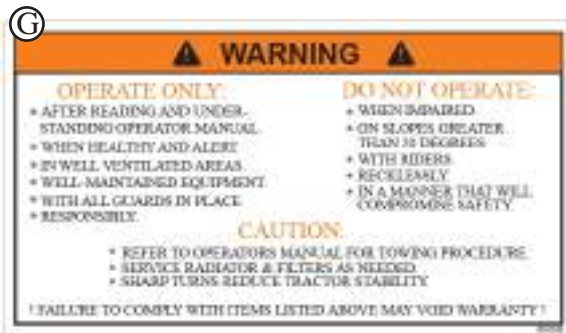 G
WARNING
OPERATE ONLY:
* AFTER READING AND UNDER-
STANDING OPERATOR MANUAL.
* WHEN HEALTHY AND ALERT
* IN WELL VENTILATED AREAS
* WELL-MAINTAINED EQUIPMENT.
* WITH ALL GUARDS IN PLACE
* RESPONSIBLY.
DO NOT OPERATE:
* WHEN IMPAIRED.
* ON SLOPES GREATER
THAN DEGREES
* WITH RIDERS.
* RECKLESSLY.
* IN A MANNER THAT WILL
COMPROMISE SAFETY.
CAUTION:
* REFER TO OPERATORS MANUAL FOR TOWING PROCEDURE.
* SERVICE RADIATOR & FILTERS AS NEEDED.
* SHARP TURNS REDUCE TRACTOR STABILITY
! FAILURE TO COMPLY WITH ITEMS LISTED ABOVE MAY VOID WARRANTY !